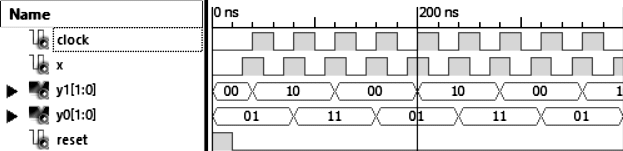 Name 0 ns 200 ns
clock
x
y1[1:0] 00 10 00 10 00 1
y0[1:0] 01 11 01 11 01
reset